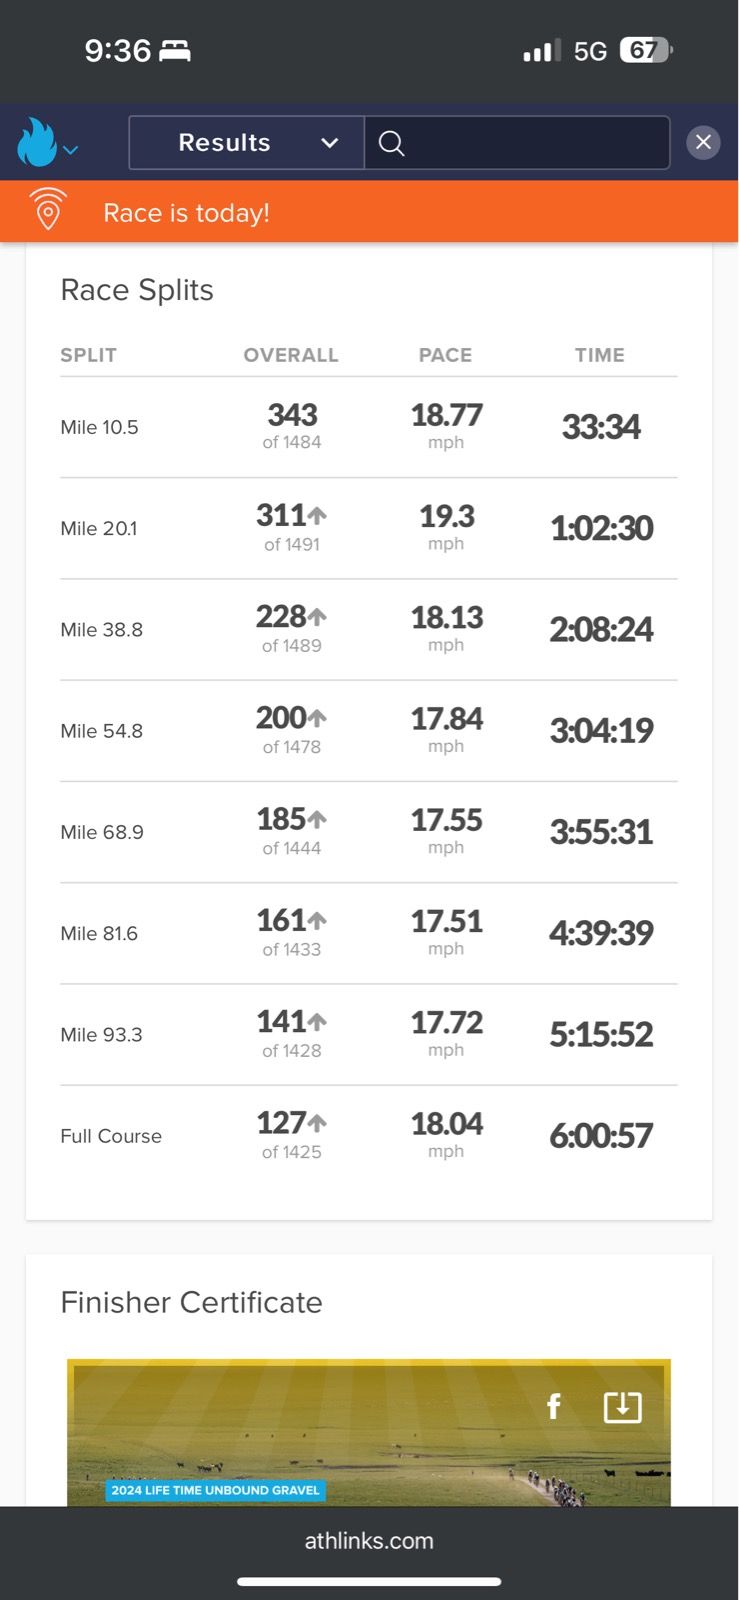 9:36 5G 67
Results
Race is today!
Race Splits
SPLIT OVERALL PACE TIME
Mile 10.5 343 of 1484 18.77 mph 33:34
Mile 20.1 311 of 1491 19.3 mph 1:02:30
Mile 38.8 228 of 1489 18.13 mph 2:08:24
Mile 54.8 200 of 1478 17.84 mph 3:04:19
Mile 68.9 185 of 1444 17.55 mph 3:55:31
Mile 81.6 161 of 1433 17.51 mph 4:39:39
Mile 93.3 141 of 1428 17.72 mph 5:15:52
Full Course 127 of 1425 18.04 mph 6:00:57
Finisher Certificate
f
2024 LIFE TIME UNBOUND GRAVEL
athlinks.com